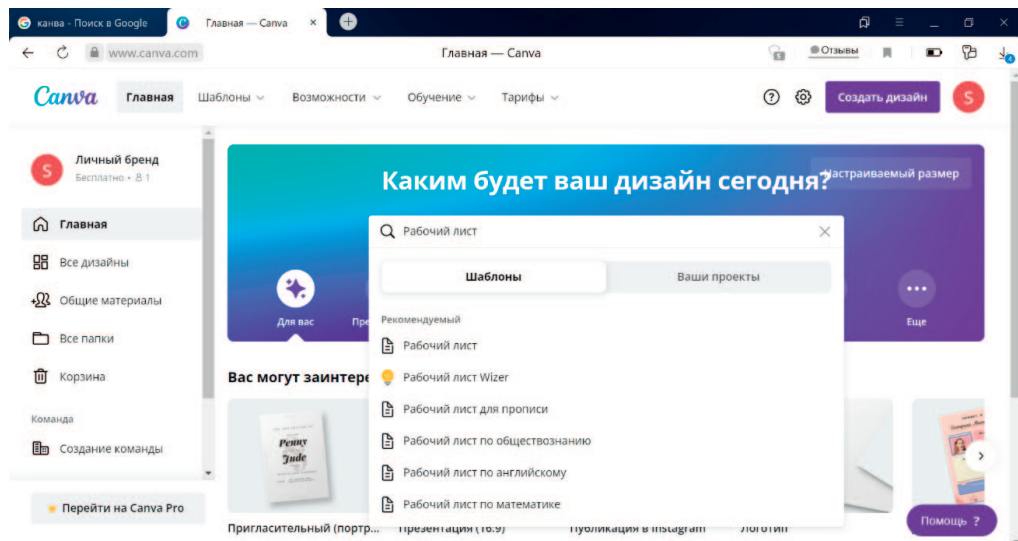 канва - Поиск в Google
Главная — Canva
www.canva.com
Главная — Canva
Отзывы
Canva
Главная
Шаблоны
Возможности
Обучение
Тарифы
Создать дизайн
S
S
Личный бренд
Бесплатно • 1
Главная
Все дизайны
Общие материалы
Все папки
Корзина
Команда
Создание команды
Перейти на Canva Pro
Каким будет ваш дизайн сегодня?
Настраиваемый размер
Рабочий лист
Шаблоны
Ваши проекты
Для вас
Еще
Рекомендуемый
Рабочий лист
Рабочий лист Wizer
Рабочий лист для прописи
Рабочий лист по обществознанию
Рабочий лист по английскому
Рабочий лист по математике
Вас могут
Penny
Jude
Пригласительный (портр...
Презентация (16:9)
Публикация в Instagram
Логотип
Помощь ?